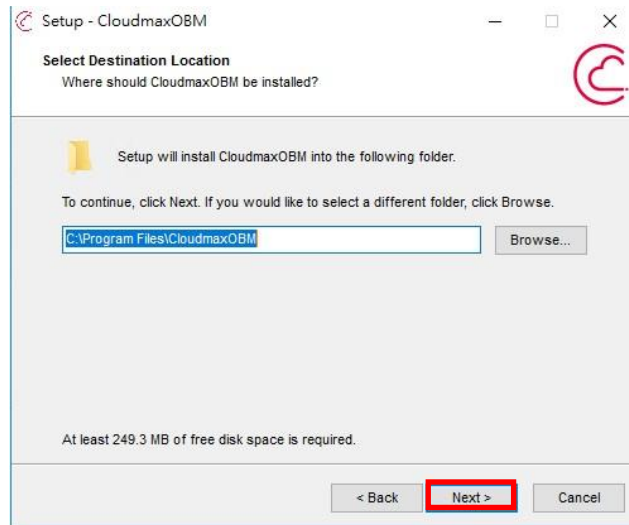 Setup - CloudmaxOBM
Select Destination Location
Where should CloudmaxOBM be installed?
Setup will install CloudmaxOBM into the following folder.
To continue, click Next. If you would like to select a different folder, click Browse.
C:\Program Files\CloudmaxOBM
Browse...
At least 249.3 MB of free disk space is required.
< Back Next > Cancel